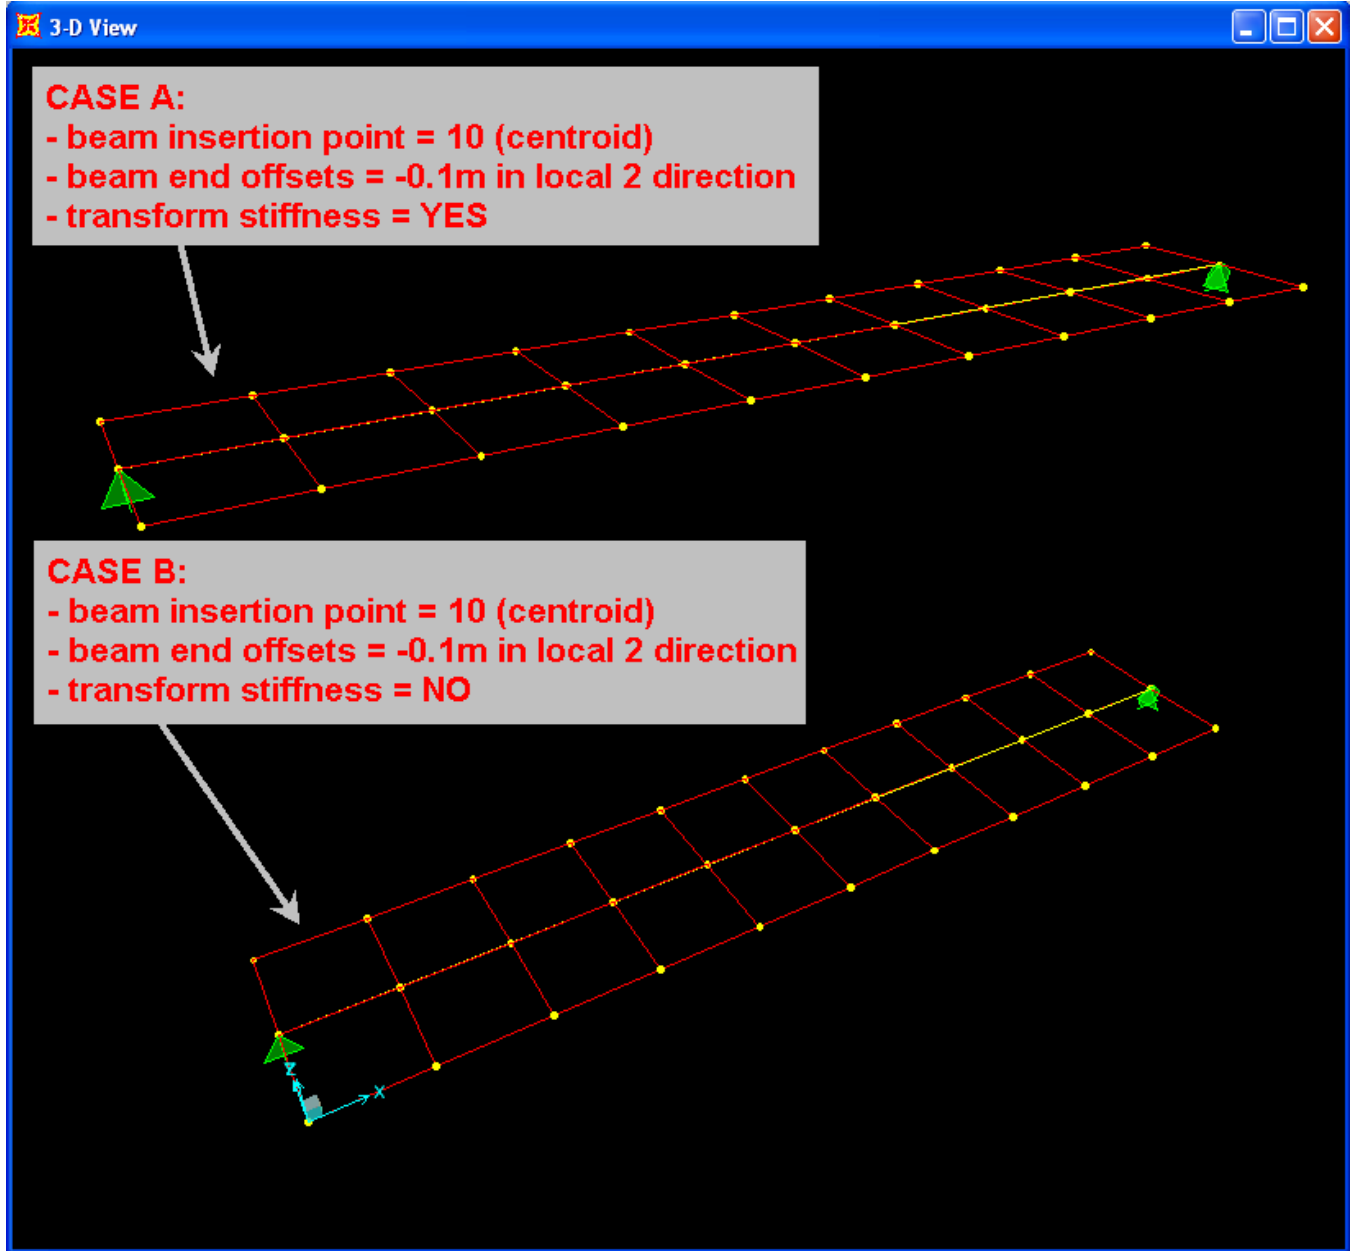 3-D View
CASE A:
- beam insertion point = 10 (centroid)
- beam end offsets = -0.1m in local 2 direction
- transform stiffness = YES
CASE B:
- beam insertion point = 10 (centroid)
- beam end offsets = -0.1m in local 2 direction
- transform stiffness = NO
Z
X